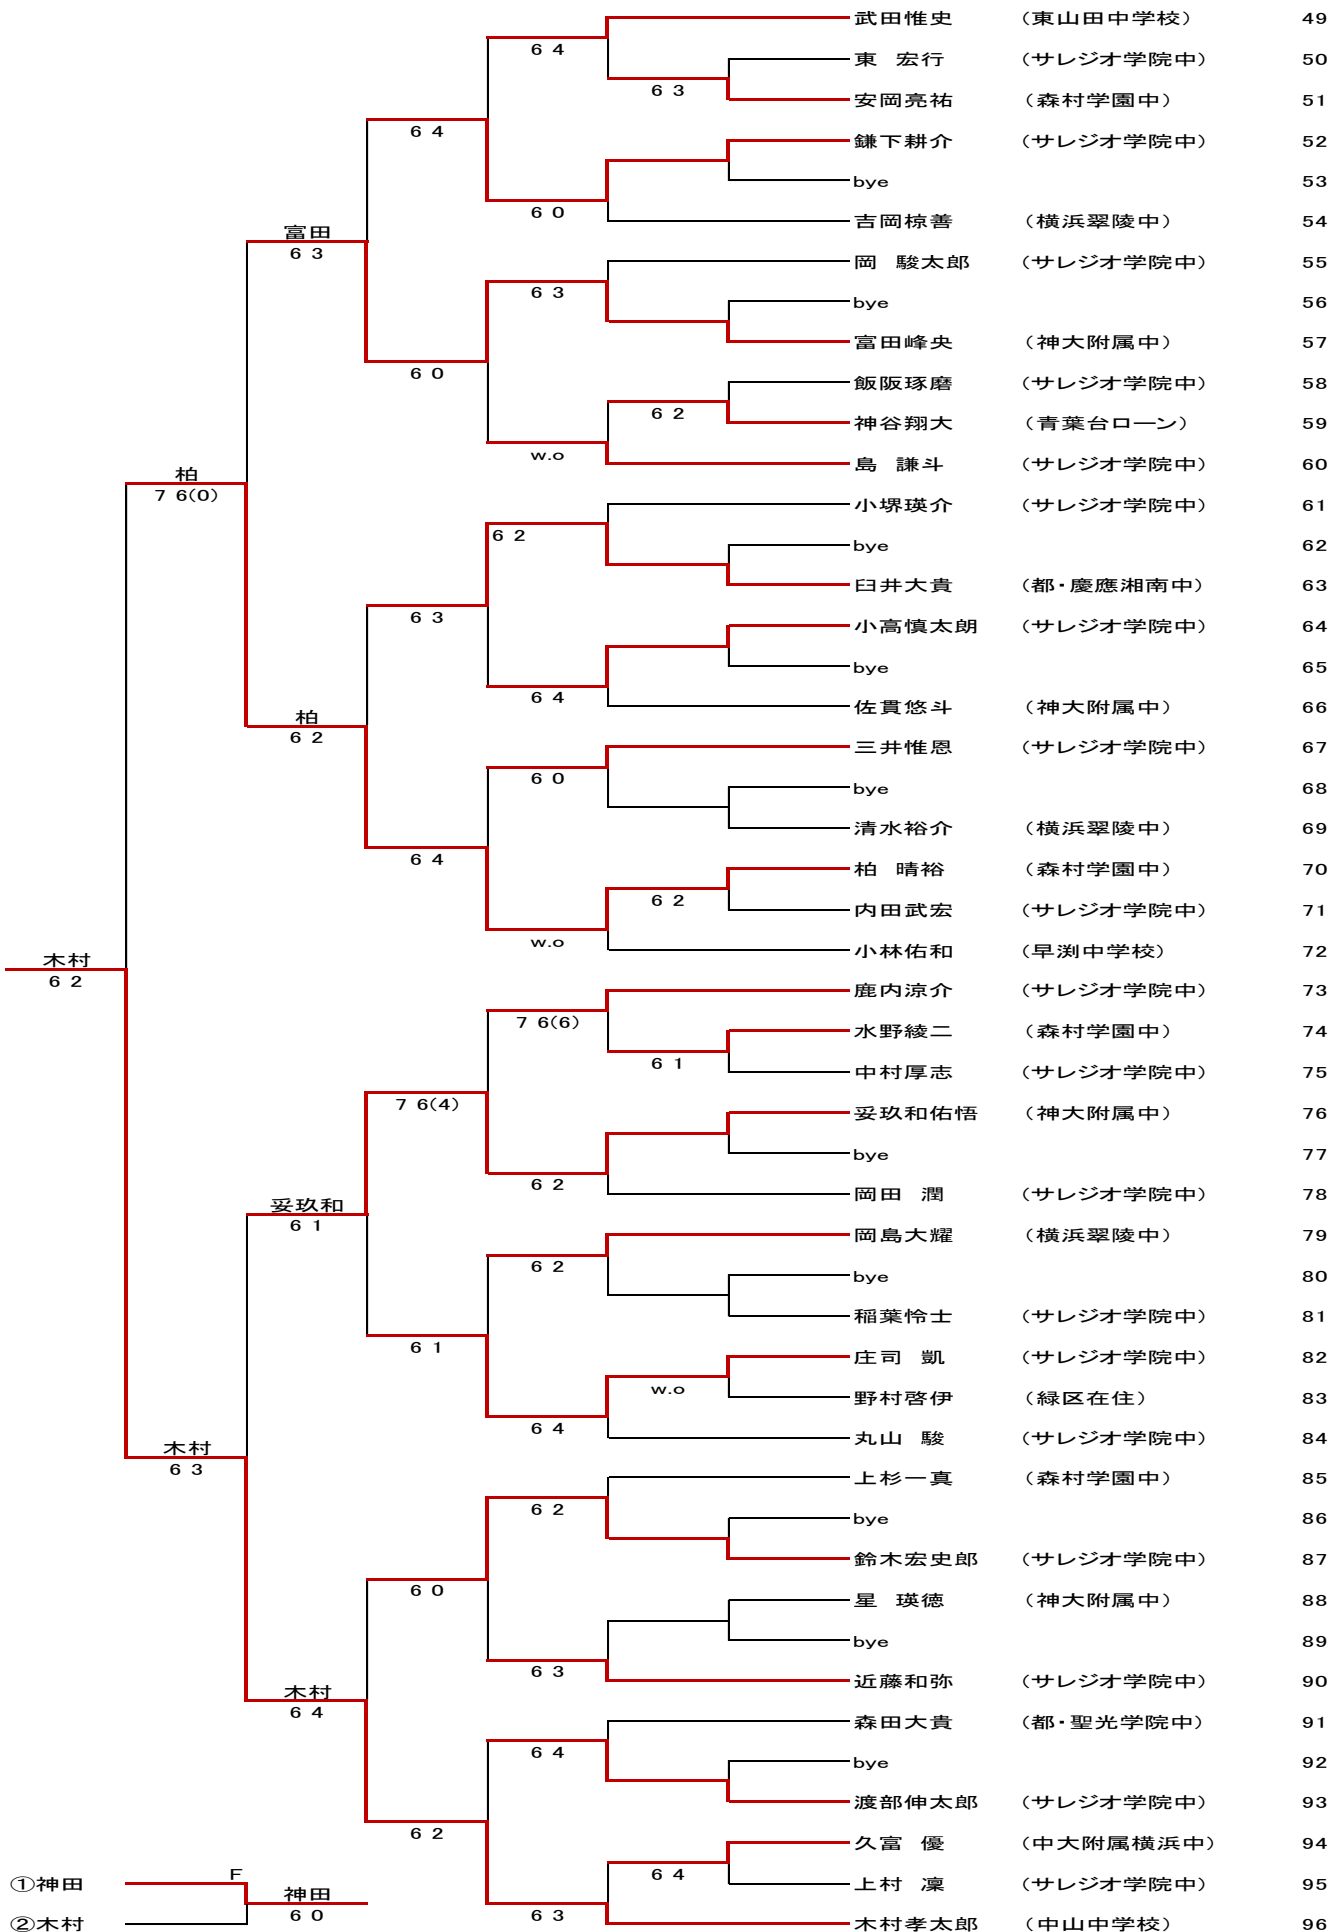 武田惟史 （東山田中学校） 49
6 4
東 宏行 （サレジオ学院中） 50
6 3
安岡亮祐 （森村学園中） 51
6 4
鎌下耕介 （サレジオ学院中） 52
bye 53
6 0
吉岡椋善 （横浜翠陵中） 54
富田
6 3
岡 駿太郎 （サレジオ学院中） 55
6 3
bye 56
富田峰央 （神大附属中） 57
6 0
飯阪琢磨 （サレジオ学院中） 58
6 2
神谷翔大 （青葉台ローン） 59
w.o
島 謙斗 （サレジオ学院中） 60
柏
7 6(0)
小堺瑛介 （サレジオ学院中） 61
6 2
bye 62
臼井大貴 （都・慶應湘南中） 63
6 3
小高慎太朗 （サレジオ学院中） 64
bye 65
6 4
佐貫悠斗 （神大附属中） 66
柏
6 2
三井惟恩 （サレジオ学院中） 67
6 0
bye 68
清水裕介 （横浜翠陵中） 69
6 4
柏 晴裕 （森村学園中） 70
6 2
内田武宏 （サレジオ学院中） 71
w.o
小林佑和 （早渕中学校） 72
木村
6 2
鹿内涼介 （サレジオ学院中） 73
7 6(6)
水野綾二 （森村学園中） 74
6 1
中村厚志 （サレジオ学院中） 75
7 6(4)
妥玖和佑悟 （神大附属中） 76
bye 77
6 2
岡田 潤 （サレジオ学院中） 78
妥玖和
6 1
岡島大耀 （横浜翠陵中） 79
6 2
bye 80
稲葉怜士 （サレジオ学院中） 81
6 1
庄司 凱 （サレジオ学院中） 82
w.o
野村啓伊 （緑区在住） 83
6 4
丸山 駿 （サレジオ学院中） 84
木村
6 3
上杉一真 （森村学園中） 85
6 2
bye 86
鈴木宏史郎 （サレジオ学院中） 87
6 0
星 瑛徳 （神大附属中） 88
bye 89
6 3
近藤和弥 （サレジオ学院中） 90
木村
6 4
森田大貴 （都・聖光学院中） 91
6 4
bye 92
渡部伸太郎 （サレジオ学院中） 93
6 2
久富 優 （中大附属横浜中） 94
6 4
①神田 F
上村 凜 （サレジオ学院中） 95
神田
6 0
6 3
②木村
木村孝太郎 （中山中学校） 96